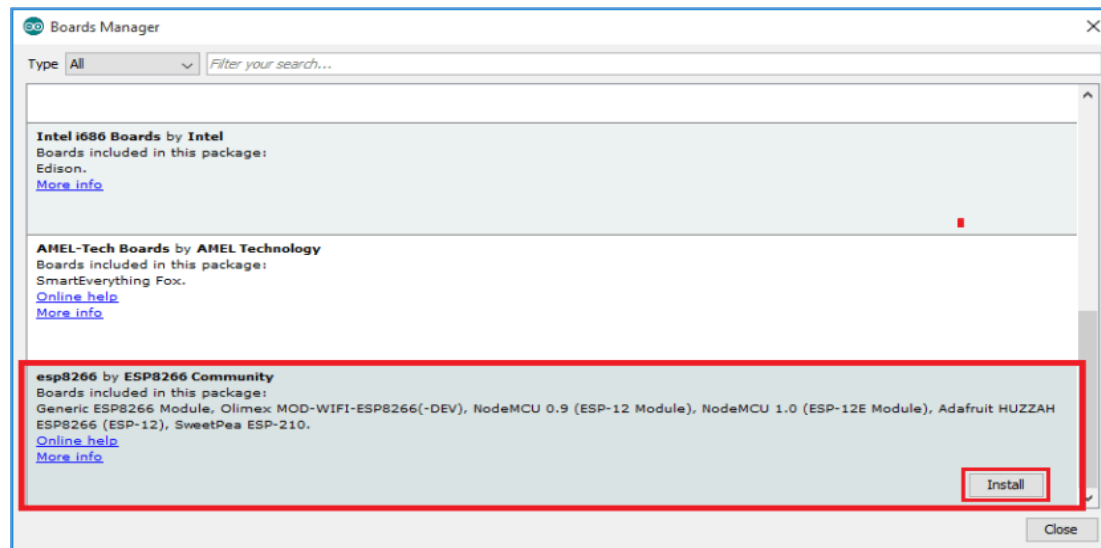 Boards Manager
Type All Filter your search...
Intel i686 Boards by Intel
Boards included in this package:
Edison.
More info
AMEL-Tech Boards by AMEL Technology
Boards included in this package:
SmartEverything Fox.
Online help
More info
esp8266 by ESP8266 Community
Boards included in this package:
Generic ESP8266 Module, Olimex MOD-WIFI-ESP8266(-DEV), NodeMCU 0.9 (ESP-12 Module), NodeMCU 1.0 (ESP-12E Module), Adafruit HUZZAH
ESP8266 (ESP-12), SweetPea ESP-210.
Online help
More info
Install
Close